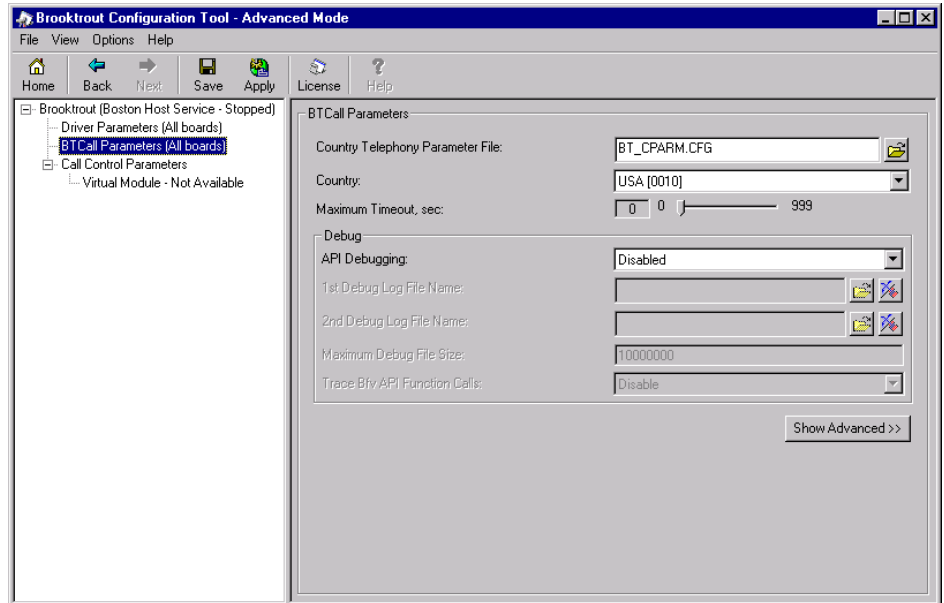 Brooktrout Configuration Tool - Advanced Mode
File View Options Help
Home Back Next Save Apply License Help
Brooktrout (Boston Host Service - Stopped)
Driver Parameters (All boards)
BTCall Parameters (All boards)
Call Control Parameters
Virtual Module - Not Available
BTCall Parameters
Country Telephony Parameter File: BT_CPARM.CFG
Country: USA [0010]
Maximum Timeout, sec: 0 0 999
Debug
API Debugging: Disabled
1st Debug Log File Name:
2nd Debug Log File Name:
Maximum Debug File Size: 10000000
Trace Bfv API Function Calls: Disable
Show Advanced >>